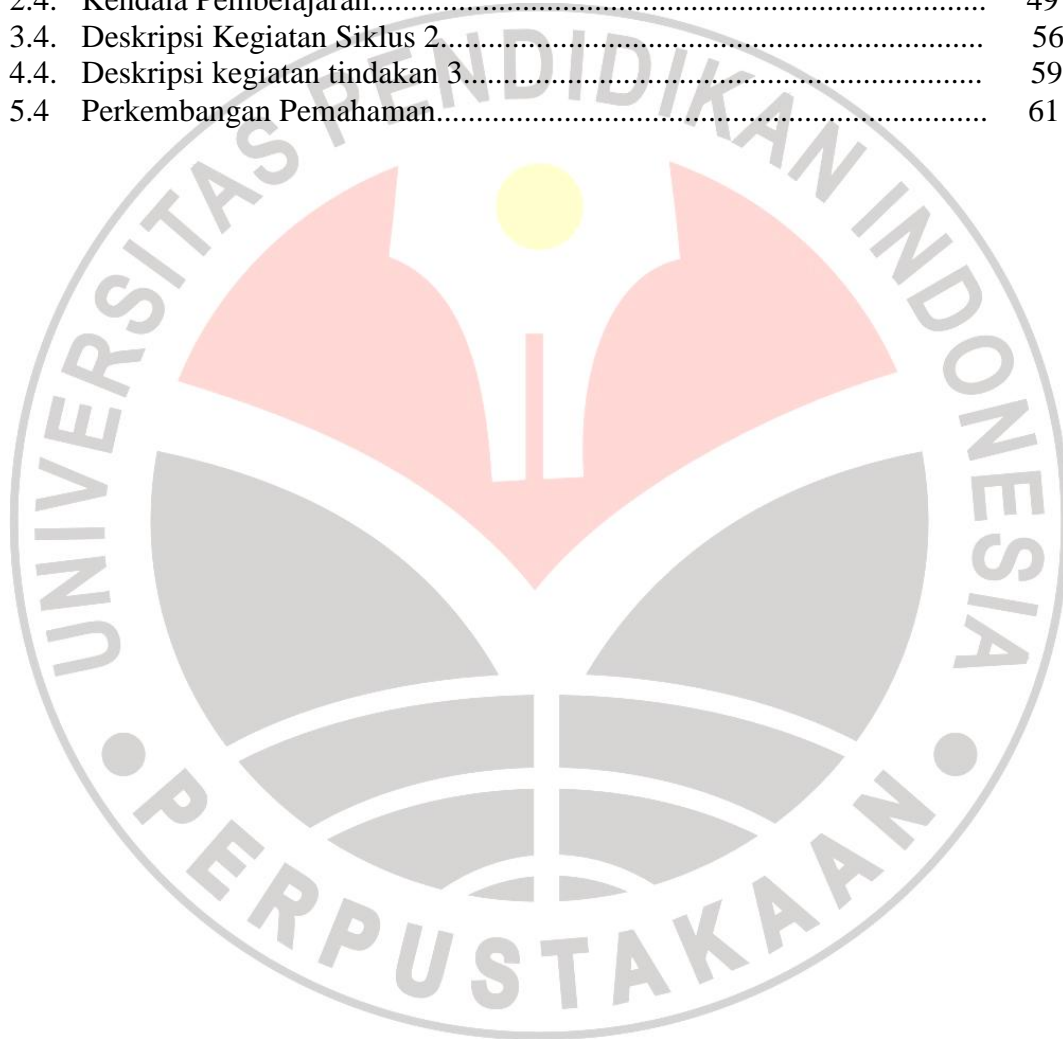 2.4. Kendala Pembelajaran.......................................................................... 49
3.4. Deskripsi Kegiatan Siklus 2.................................................................. 56
4.4. Deskripsi kegiatan tindakan 3............................................................... 59
5.4 Perkembangan Pemahaman................................................................... 61
UNIVERSITAS PENDIDIKAN INDONESIA
PERPUSTAKAAN